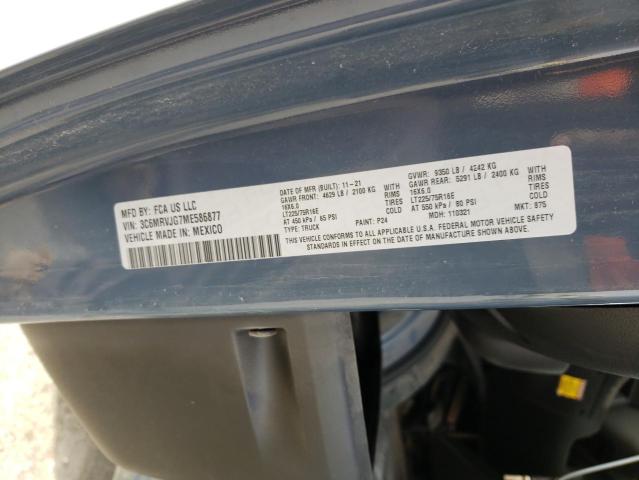 MFD BY: FCA US LLC
VIN: 3C6MRVJG7ME586877
VEHICLE MADE IN: MEXICO
DATE OF MFR (BUILT): 11-21
GAWR FRONT: 4629 LB / 2100 KG WITH
16X6.0 RIMS
LT225/75R16E
AT 450 kPa / 65 PSI COLD
TYPE: TRUCK PAINT: P24
GVWR: 9350 LB / 4242 KG
GAWR REAR: 5291 LB / 2400 KG WITH
16X6.0 RIMS
LT225/75R16E
AT 550 kPa / 80 PSI COLD
MDH: 110321 MKT: 875
THIS VEHICLE CONFORMS TO ALL APPLICABLE U.S.A. FEDERAL MOTOR VEHICLE SAFETY
STANDARDS IN EFFECT ON THE DATE OF MANUFACTURE SHOWN ABOVE.